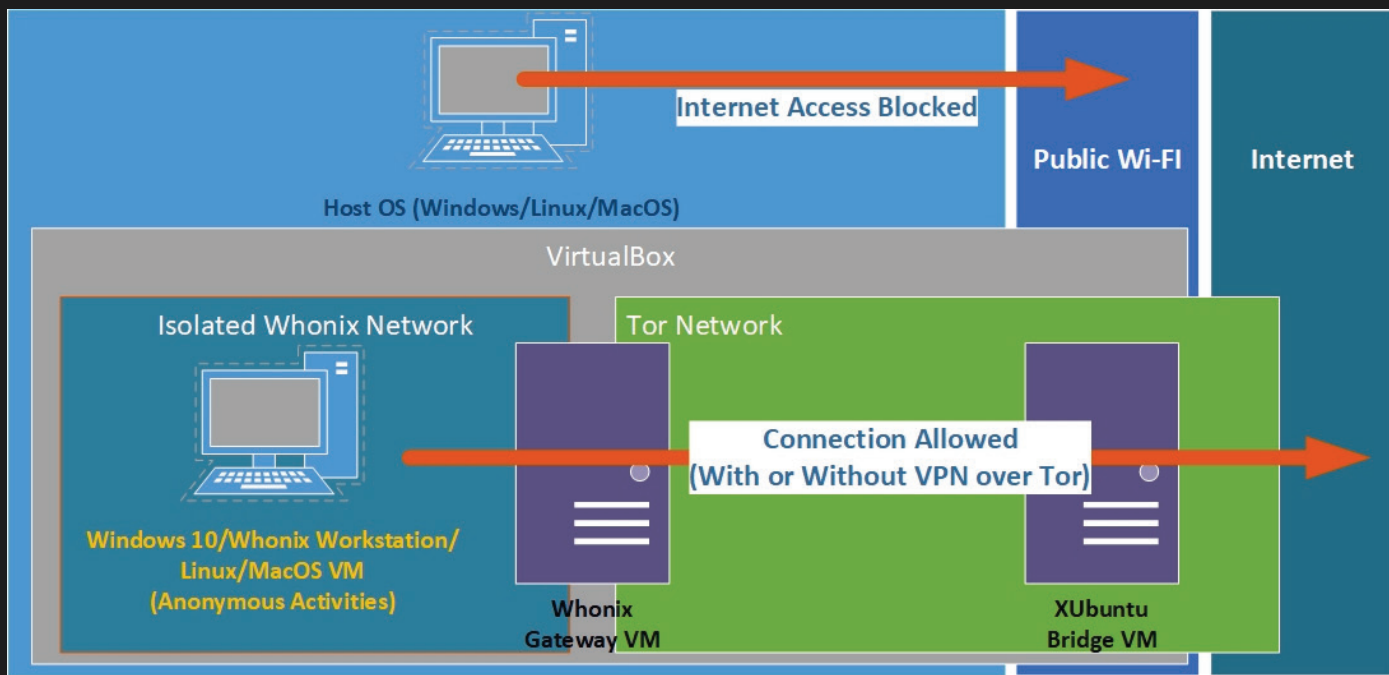 Internet Access Blocked
Public Wi-FI
Internet
Host OS (Windows/Linux/MacOS)
VirtualBox
Isolated Whonix Network
Tor Network
Connection Allowed
(With or Without VPN over Tor)
Windows 10/Whonix Workstation/
Linux/MacOS VM
(Anonymous Activities)
Whonix
Gateway VM
XUbuntu
Bridge VM